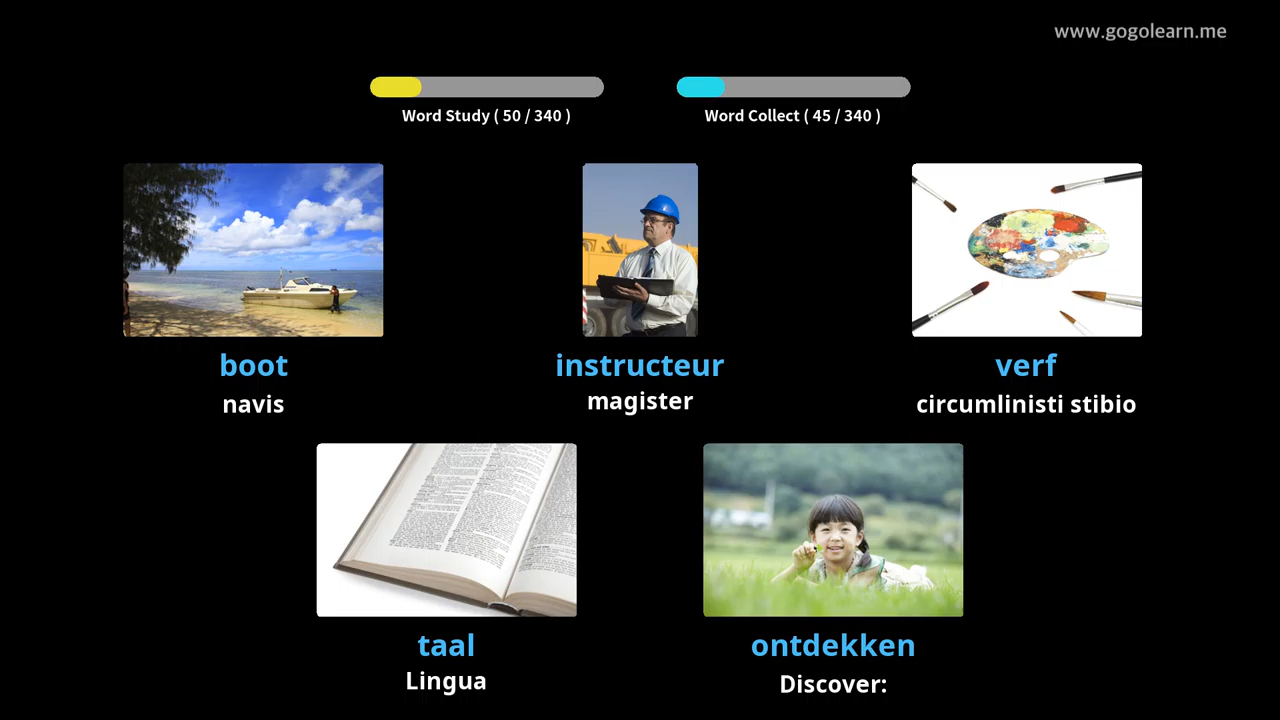 www.gogolearn.me
Word Study ( 50 / 340 )
Word Collect ( 45 / 340 )
boot
navis
instructeur
magister
verf
circumlinisti stibio
taal
Lingua
ontdekken
Discover: